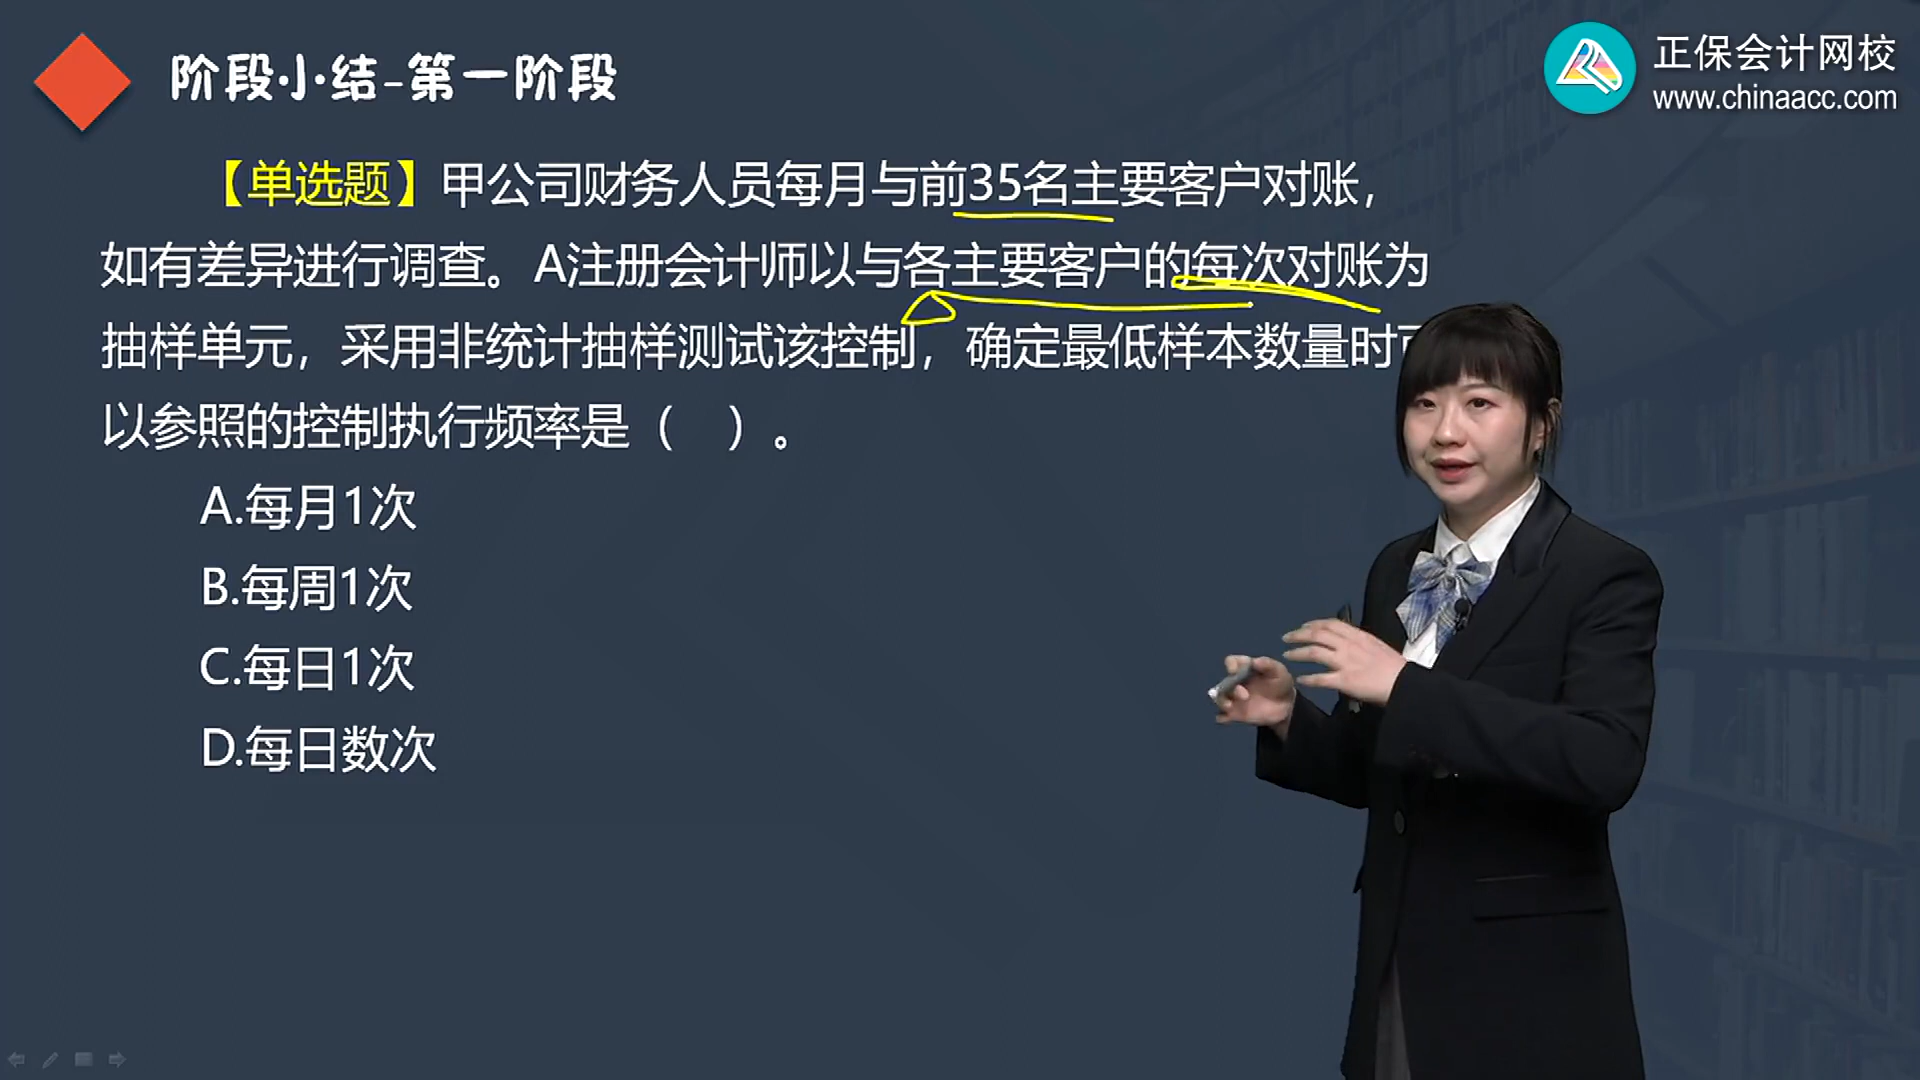 阶段小结-第一阶段
正保会计网校
www.chinaacc.com
【单选题】甲公司财务人员每月与前35名主要客户对账，
如有差异进行调查。A注册会计师以与各主要客户的每次对账为
抽样单元，采用非统计抽样测试该控制，确定最低样本数量时
以参照的控制执行频率是（ ）。
A.每月1次
B.每周1次
C.每日1次
D.每日数次